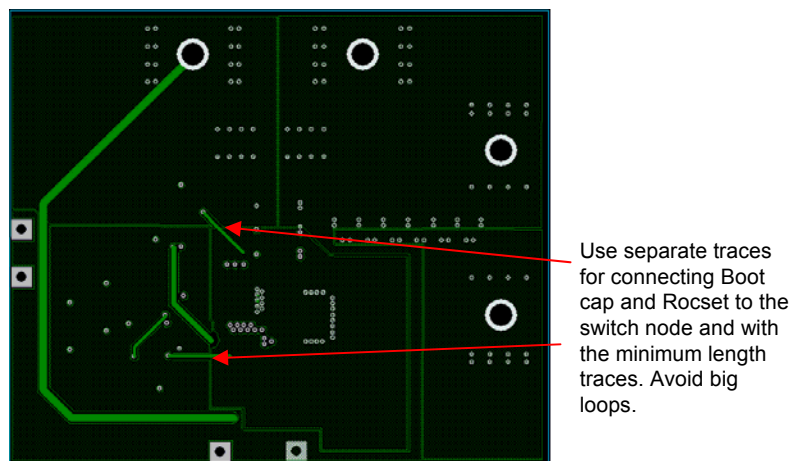 Use separate traces
for connecting Boot
cap and Rocset to the
switch node and with
the minimum length
traces. Avoid big
loops.